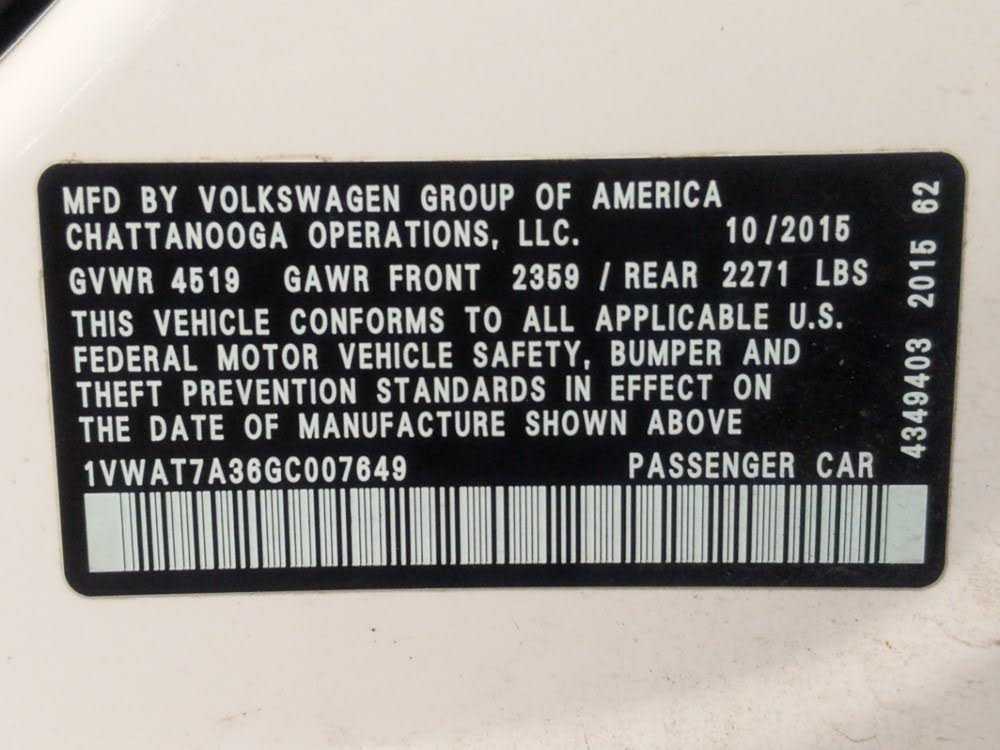 MFD BY VOLKSWAGEN GROUP OF AMERICA
CHATTANOOGA OPERATIONS, LLC. 10/2015
GVWR 4519 GAWR FRONT 2359 / REAR 2271 LBS
THIS VEHICLE CONFORMS TO ALL APPLICABLE U.S.
FEDERAL MOTOR VEHICLE SAFETY, BUMPER AND
THEFT PREVENTION STANDARDS IN EFFECT ON
THE DATE OF MANUFACTURE SHOWN ABOVE
1VWAT7A36GC007649 PASSENGER CAR
4349403 2015 62